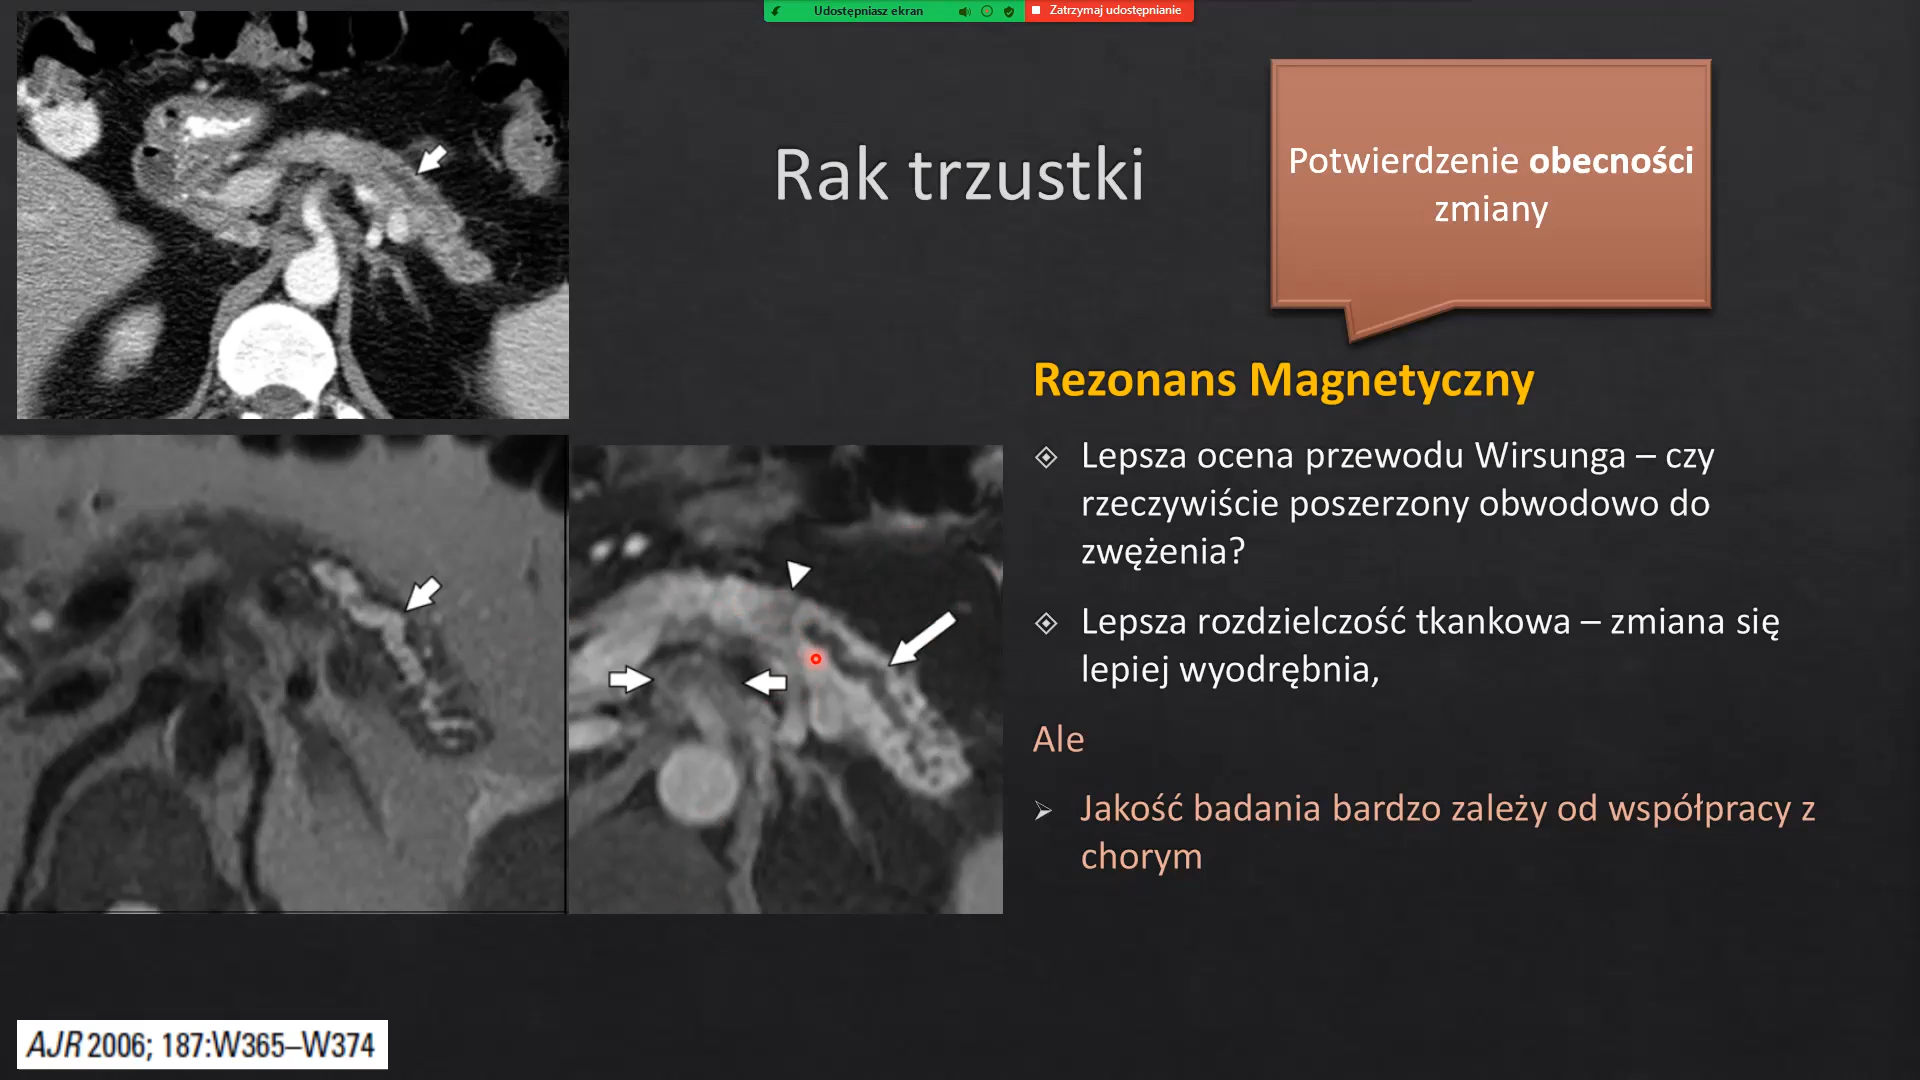 Udostępniasz ekran
Zatrzymaj udostępnianie
Rak trzustki
Potwierdzenie obecności
zmiany
Rezonans Magnetyczny
Lepsza ocena przewodu Wirsunga – czy
rzeczywiście poszerzony obwodowo do
zwężenia?
Lepsza rozdzielczość tkankowa – zmiana się
lepiej wyodrębnia,
Ale
Jakość badania bardzo zależy od współpracy z
chorym
AJR 2006; 187:W365–W374